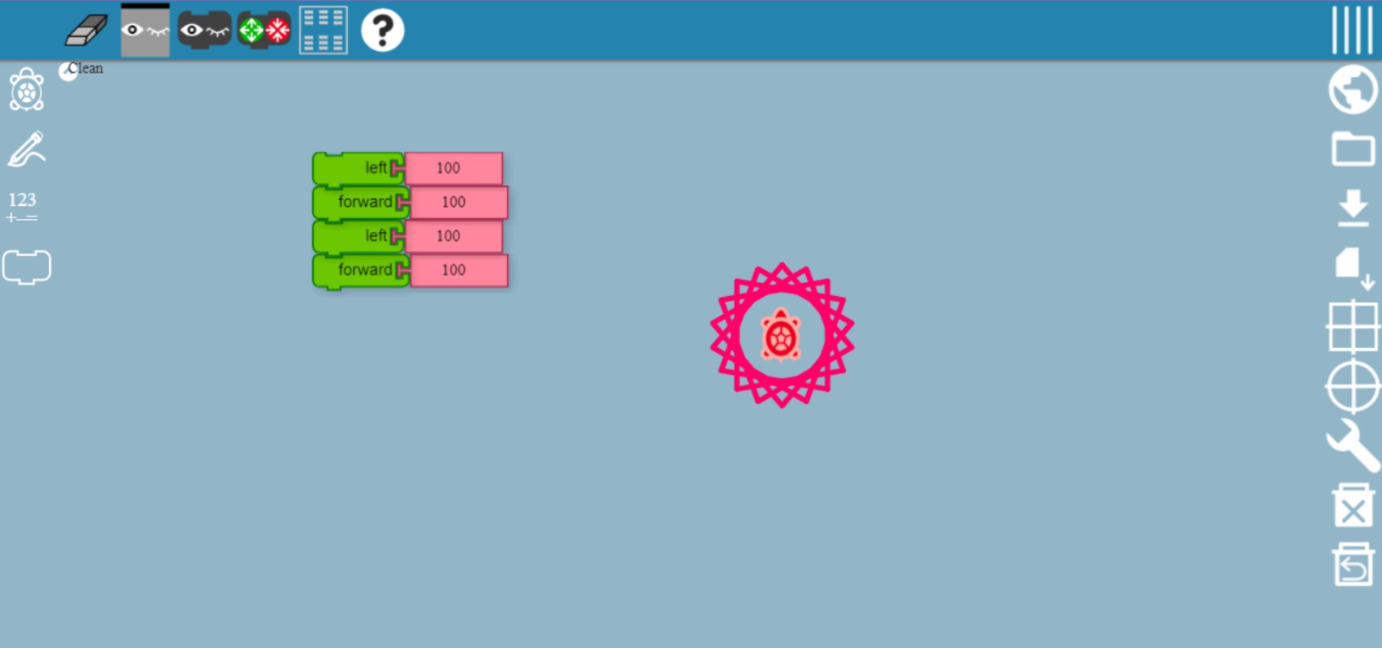 ?
Clean
123
+−=
left 100
forward 100
left 100
forward 100